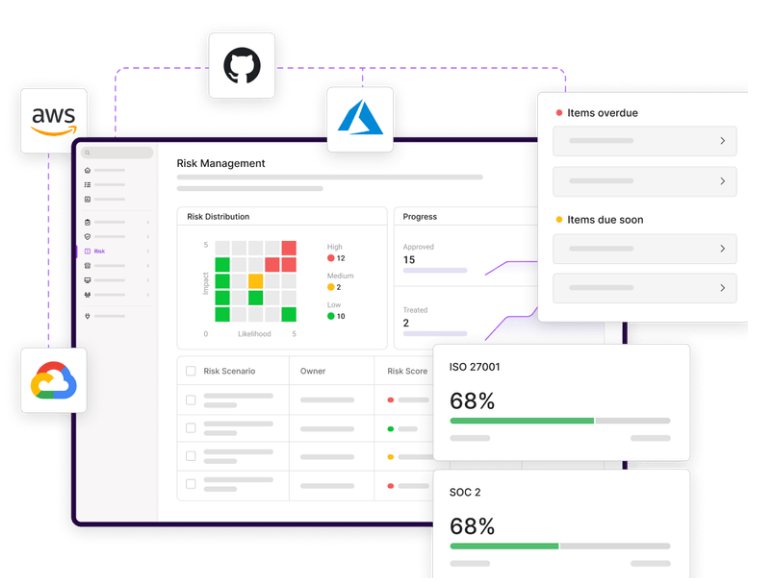 aws
Items overdue
Items due soon
Risk Management
Risk
Risk Distribution
5
Impact
0
Likelihood
5
High
12
Medium
2
Low
10
Progress
Approved
15
Treated
2
Risk Scenario
Owner
Risk Score
ISO 27001
68%
SOC 2
68%